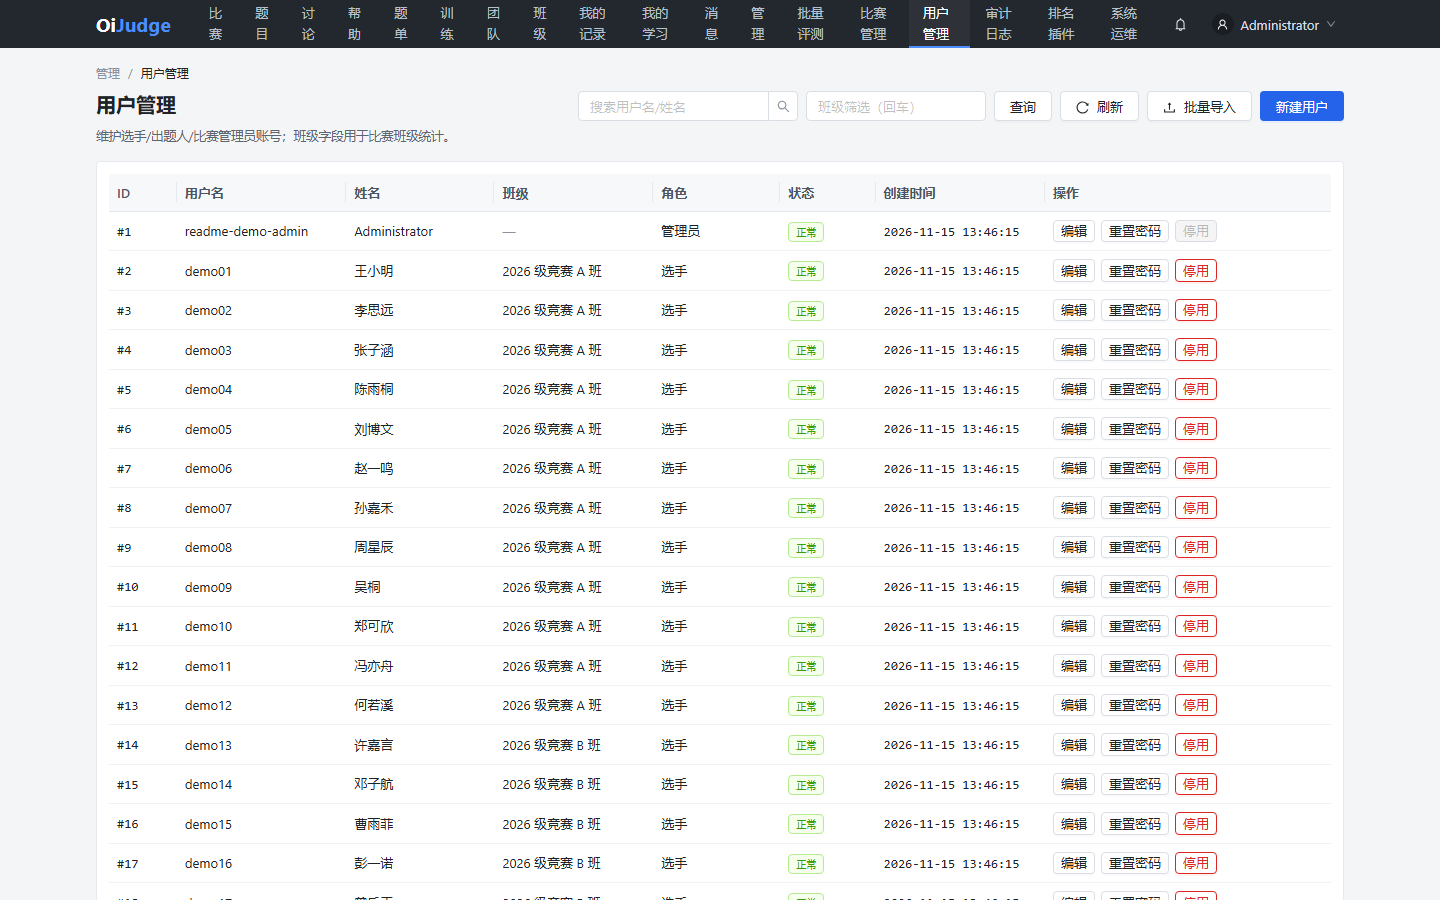 OiJudge 比赛 题目 讨论 帮助 题单 训练 团队 班级 我的记录 我的学习 消息 管理 批量评测 比赛管理 用户管理 审计日志 排名插件 系统运维 Administrator
管理 / 用户管理
用户管理 搜索用户名/姓名 班级筛选（回车） 查询 刷新 批量导入 新建用户
维护选手/出题人/比赛管理员账号；班级字段用于比赛班级统计。
ID 用户名 姓名 班级 角色 状态 创建时间 操作
#1 readme-demo-admin Administrator — 管理员 正常 2026-11-15 13:46:15 编辑 重置密码 停用
#2 demo01 王小明 2026 级竞赛 A 班 选手 正常 2026-11-15 13:46:15 编辑 重置密码 停用
#3 demo02 李思远 2026 级竞赛 A 班 选手 正常 2026-11-15 13:46:15 编辑 重置密码 停用
#4 demo03 张子涵 2026 级竞赛 A 班 选手 正常 2026-11-15 13:46:15 编辑 重置密码 停用
#5 demo04 陈雨桐 2026 级竞赛 A 班 选手 正常 2026-11-15 13:46:15 编辑 重置密码 停用
#6 demo05 刘博文 2026 级竞赛 A 班 选手 正常 2026-11-15 13:46:15 编辑 重置密码 停用
#7 demo06 赵一鸣 2026 级竞赛 A 班 选手 正常 2026-11-15 13:46:15 编辑 重置密码 停用
#8 demo07 孙嘉禾 2026 级竞赛 A 班 选手 正常 2026-11-15 13:46:15 编辑 重置密码 停用
#9 demo08 周星辰 2026 级竞赛 A 班 选手 正常 2026-11-15 13:46:15 编辑 重置密码 停用
#10 demo09 吴桐 2026 级竞赛 A 班 选手 正常 2026-11-15 13:46:15 编辑 重置密码 停用
#11 demo10 郑可欣 2026 级竞赛 A 班 选手 正常 2026-11-15 13:46:15 编辑 重置密码 停用
#12 demo11 冯亦舟 2026 级竞赛 A 班 选手 正常 2026-11-15 13:46:15 编辑 重置密码 停用
#13 demo12 何若溪 2026 级竞赛 A 班 选手 正常 2026-11-15 13:46:15 编辑 重置密码 停用
#14 demo13 许嘉言 2026 级竞赛 B 班 选手 正常 2026-11-15 13:46:15 编辑 重置密码 停用
#15 demo14 邓子航 2026 级竞赛 B 班 选手 正常 2026-11-15 13:46:15 编辑 重置密码 停用
#16 demo15 曹雨菲 2026 级竞赛 B 班 选手 正常 2026-11-15 13:46:15 编辑 重置密码 停用
#17 demo16 彭一诺 2026 级竞赛 B 班 选手 正常 2026-11-15 13:46:15 编辑 重置密码 停用